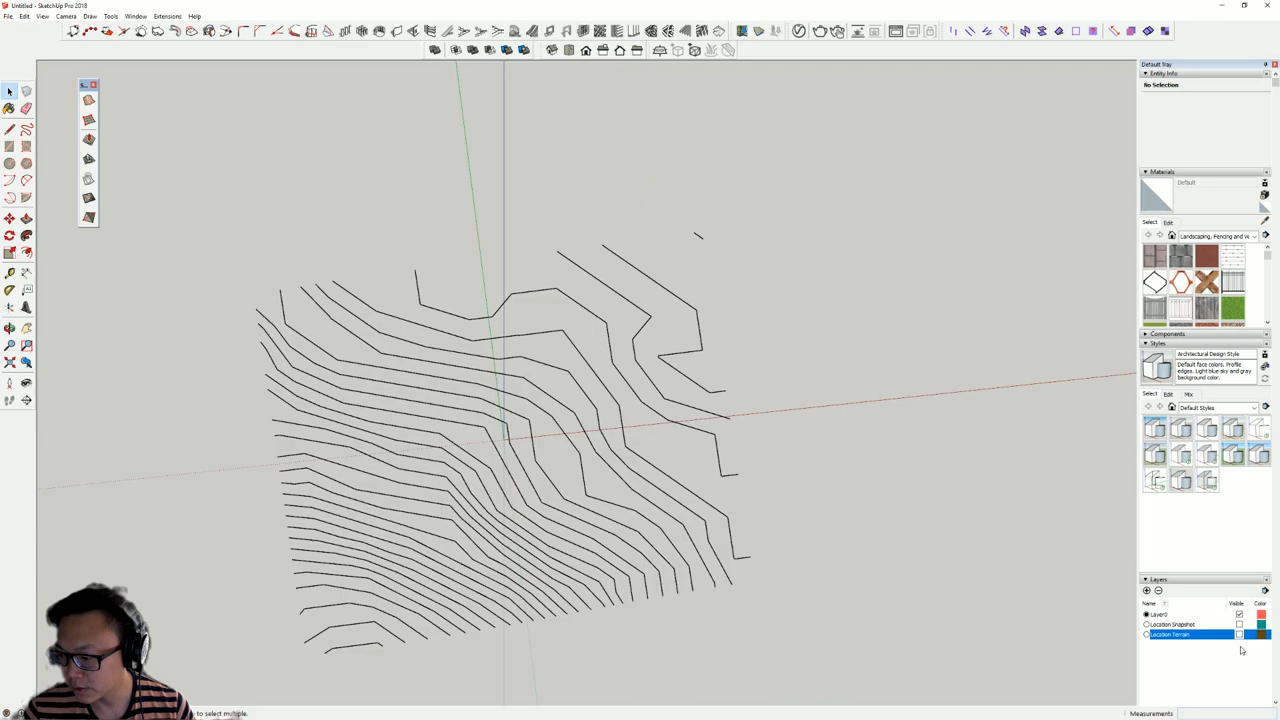 Untitled - SketchUp Pro 2018
File Edit View Camera Draw Tools Window Extensions Help
S...
Default Tray
Entity Info
No Selection
Materials
Default
Select Edit
Landscaping, Fencing and Ve
Components
Styles
Architectural Design Style
Default face colors. Profile
edges. Light blue sky and gray
background color.
Select Edit Mix
Default Styles
Layers
Name Visible Color
Layer0
Location Snapshot
Location Terrain
to select multiple.
Measurements